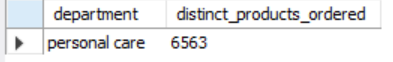 department distinct_products_ordered
personal care 6563